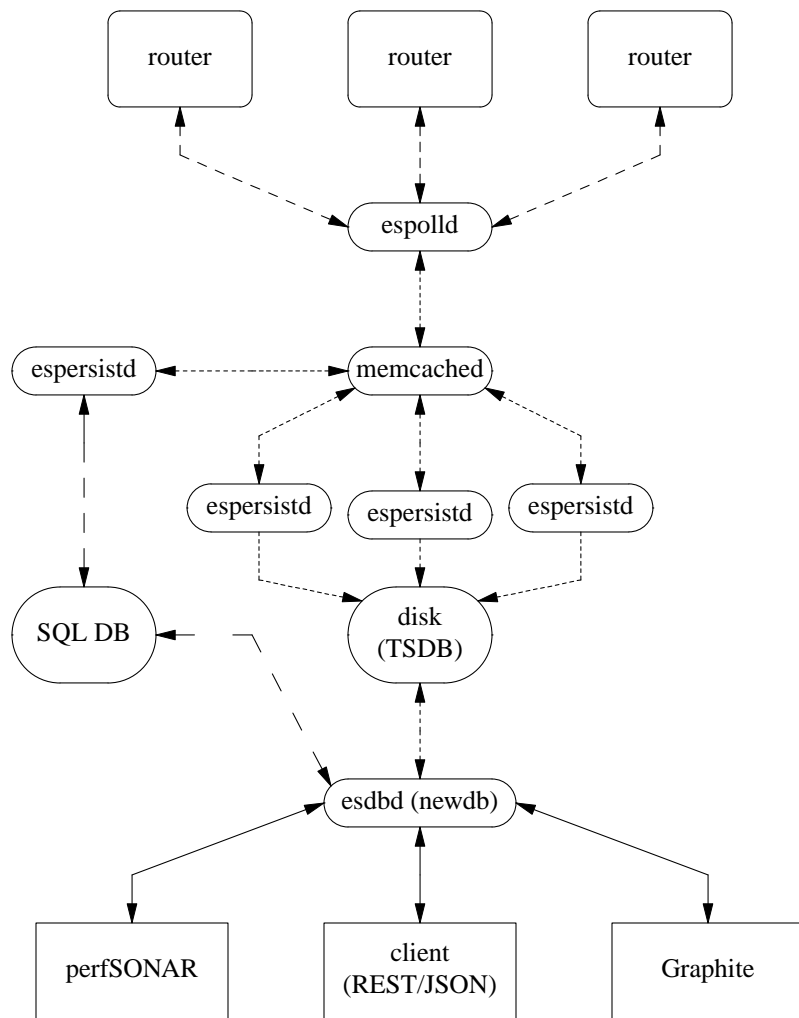 router
router
router
espolld
espersistd
memcached
espersistd
espersistd
espersistd
SQL DB
disk
(TSDB)
esdbd (newdb)
perfSONAR
client
(REST/JSON)
Graphite